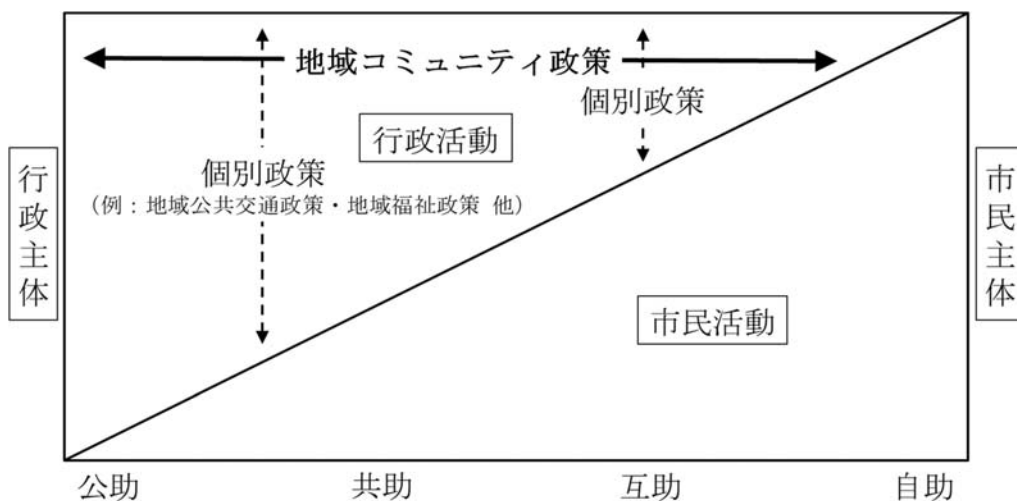 地域コミュニティ政策
個別政策
行政活動
個別政策
（例：地域公共交通政策・地域福祉政策 他）
行政主体
市民主体
市民活動
公助
共助
互助
自助